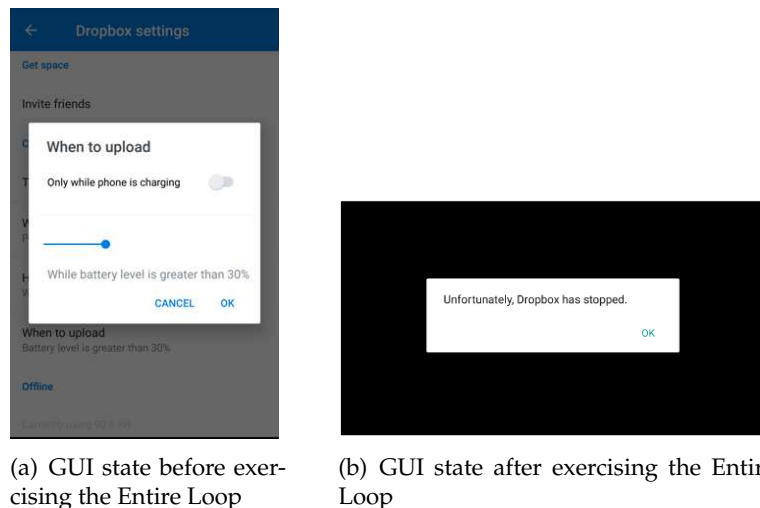 Dropbox settings
Get space
Invite friends
When to upload
Only while phone is charging
While battery level is greater than 30%
CANCEL OK
When to upload
Battery level is greater than 30%
Offline
Unfortunately, Dropbox has stopped.
OK
(a) GUI state before exer-
cising the Entire Loop
(b) GUI state after exercising the Entir
Loop